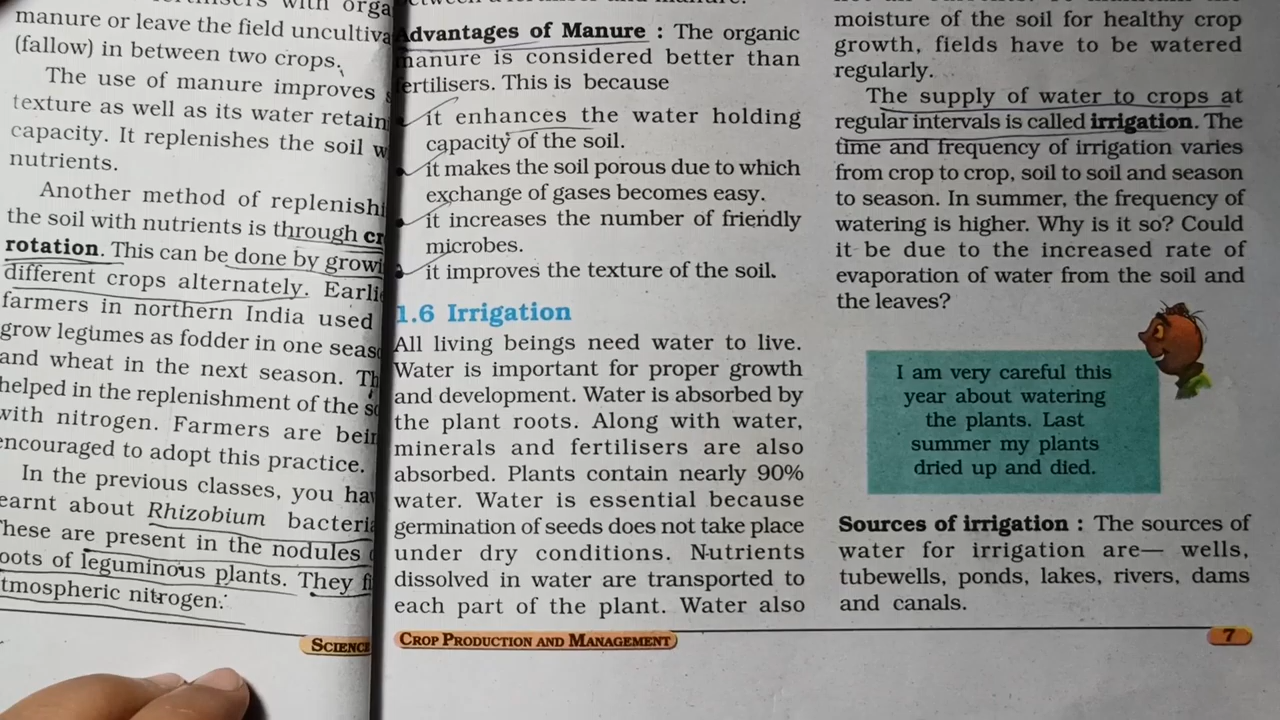 manure or leave the field
(fallow) in between two crops.
The use of manure improves
texture as well as its water
capacity. It replenishes the soil
nutrients.
Another method of
the soil with nutrients is through
rotation. This can be done by
different crops alternately.
farmers in northern India used
grow legumes as fodder in one
and wheat in the next season.
helped in the replenishment of the
with nitrogen. Farmers are
encouraged to adopt this practice.
In the previous classes, you
about Rhizobium
are present in the nodules
of leguminous plants. They
nitrogen.
SCIENCE
Advantages of Manure : The organic
manure is considered better than
fertilisers. This is because
it enhances the water holding
capacity of the soil.
it makes the soil porous due to which
exchange of gases becomes easy.
it increases the number of friendly
microbes.
it improves the texture of the soil.
1.6 Irrigation
All living beings need water to live.
Water is important for proper growth
and development. Water is absorbed by
the plant roots. Along with water,
minerals and fertilisers are also
absorbed. Plants contain nearly 90%
water. Water is essential because
germination of seeds does not take place
under dry conditions. Nutrients
dissolved in water are transported to
each part of the plant. Water also
CROP PRODUCTION AND MANAGEMENT
moisture of the soil for healthy crop
growth, fields have to be watered
regularly.
The supply of water to crops at
regular intervals is called irrigation. The
time and frequency of irrigation varies
from crop to crop, soil to soil and season
to season. In summer, the frequency of
watering is higher. Why is it so? Could
it be due to the increased rate of
evaporation of water from the soil and
the leaves?
I am very careful this
year about watering
the plants. Last
summer my plants
dried up and died.
Sources of irrigation : The sources of
water for irrigation are— wells,
tubewells, ponds, lakes, rivers, dams
and canals.
7